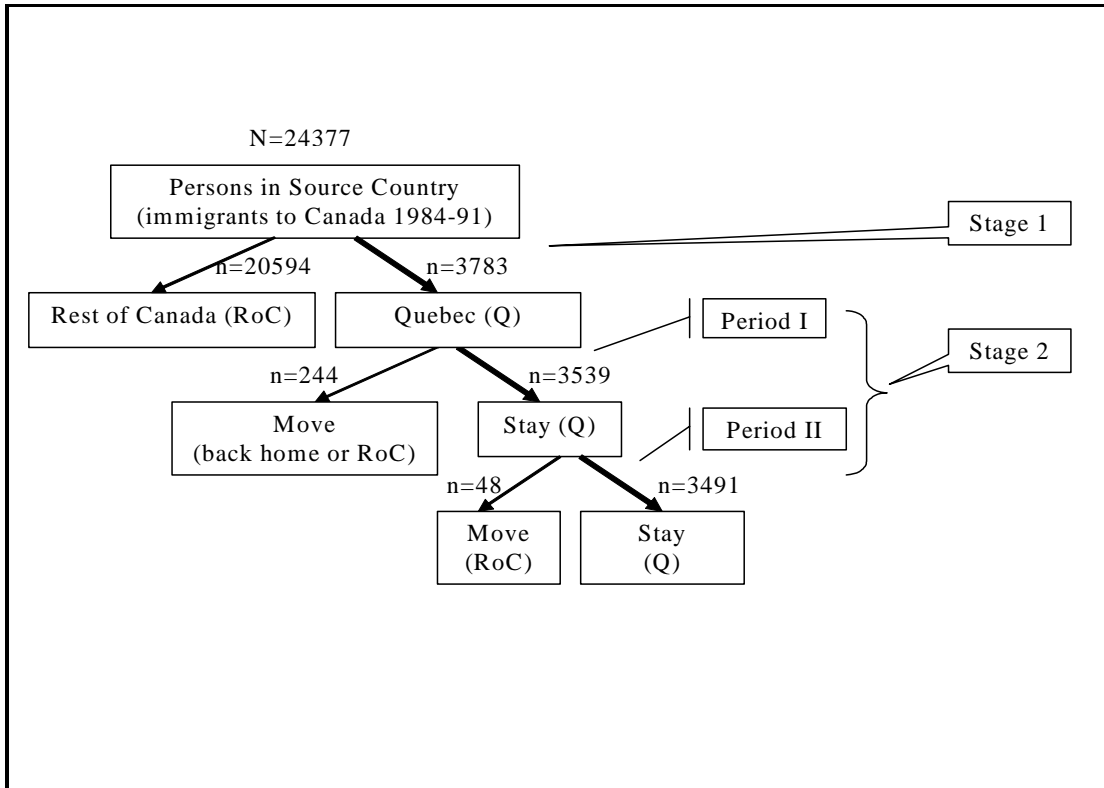 N=24377
Persons in Source Country
(immigrants to Canada 1984-91)
Stage 1
n=20594
n=3783
Rest of Canada (RoC)
Quebec (Q)
Period I
Stage 2
n=244
n=3539
Move
(back home or RoC)
Stay (Q)
Period II
n=48
n=3491
Move
(RoC)
Stay
(Q)